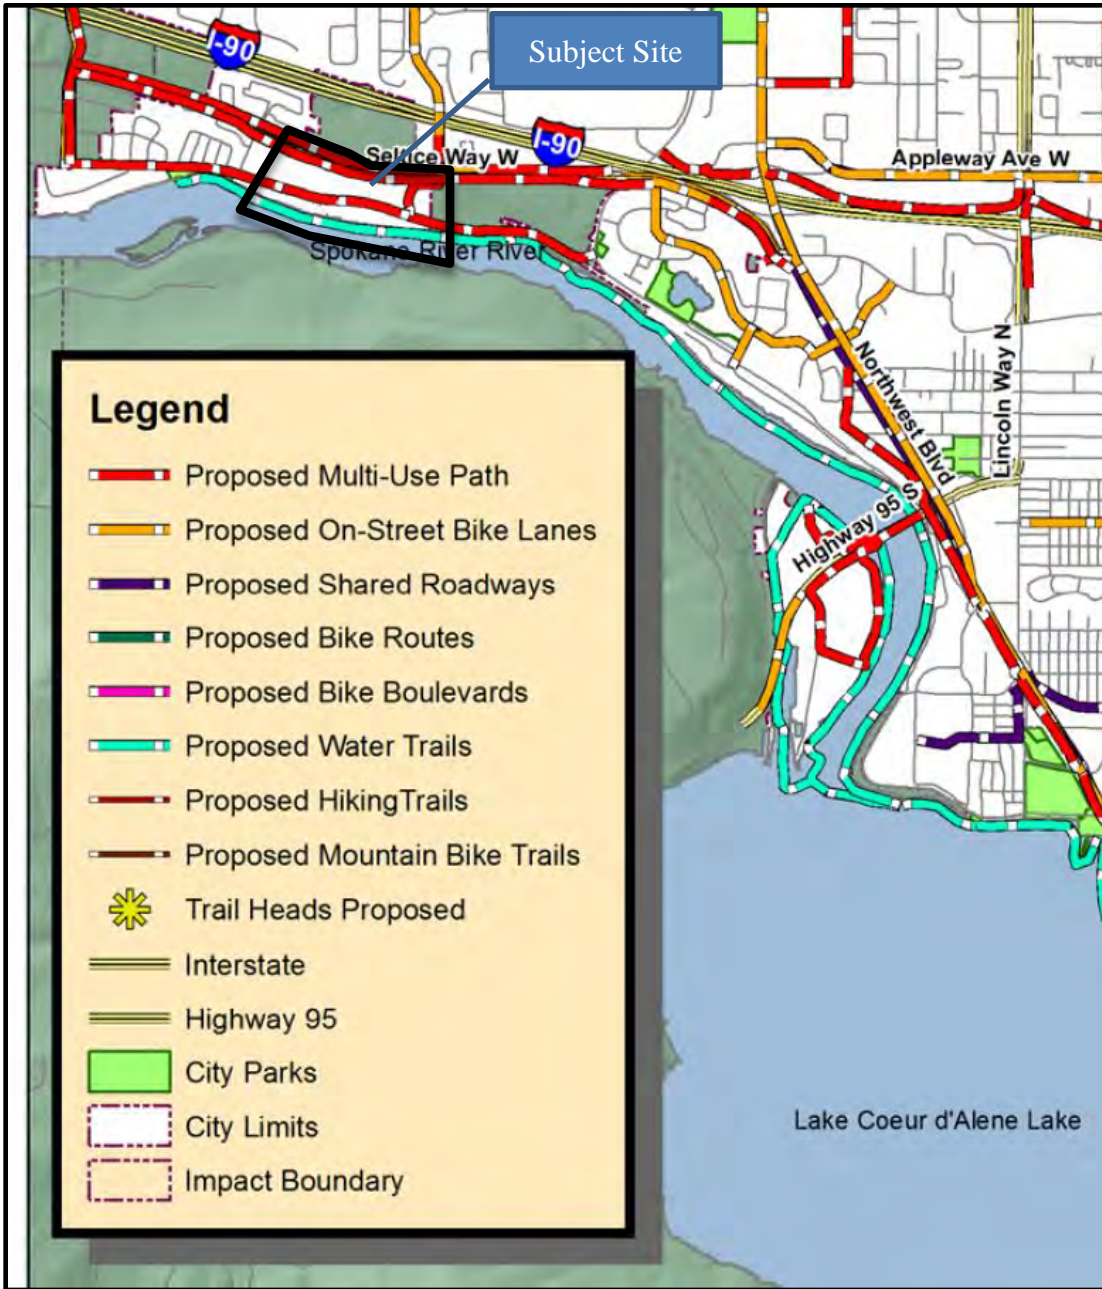 I-90
Subject Site
I-90
Seltice Way W
Appleway Ave W
Spokane River River
Northwest Blvd
Lincoln Way N
Highway 95 S
Legend
Proposed Multi-Use Path
Proposed On-Street Bike Lanes
Proposed Shared Roadways
Proposed Bike Routes
Proposed Bike Boulevards
Proposed Water Trails
Proposed HikingTrails
Proposed Mountain Bike Trails
Trail Heads Proposed
Interstate
Highway 95
City Parks
City Limits
Impact Boundary
Lake Coeur d'Alene Lake